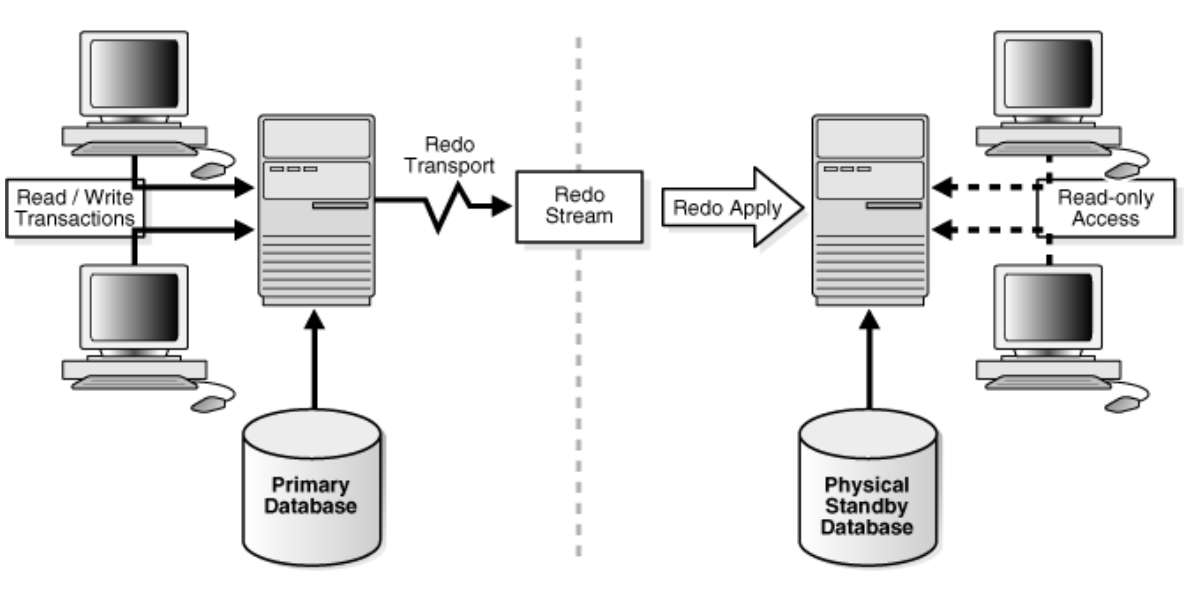 Redo
Transport
Read / Write
Transactions
Redo
Stream
Redo Apply
Read-only
Access
Primary
Database
Physical
Standby
Database